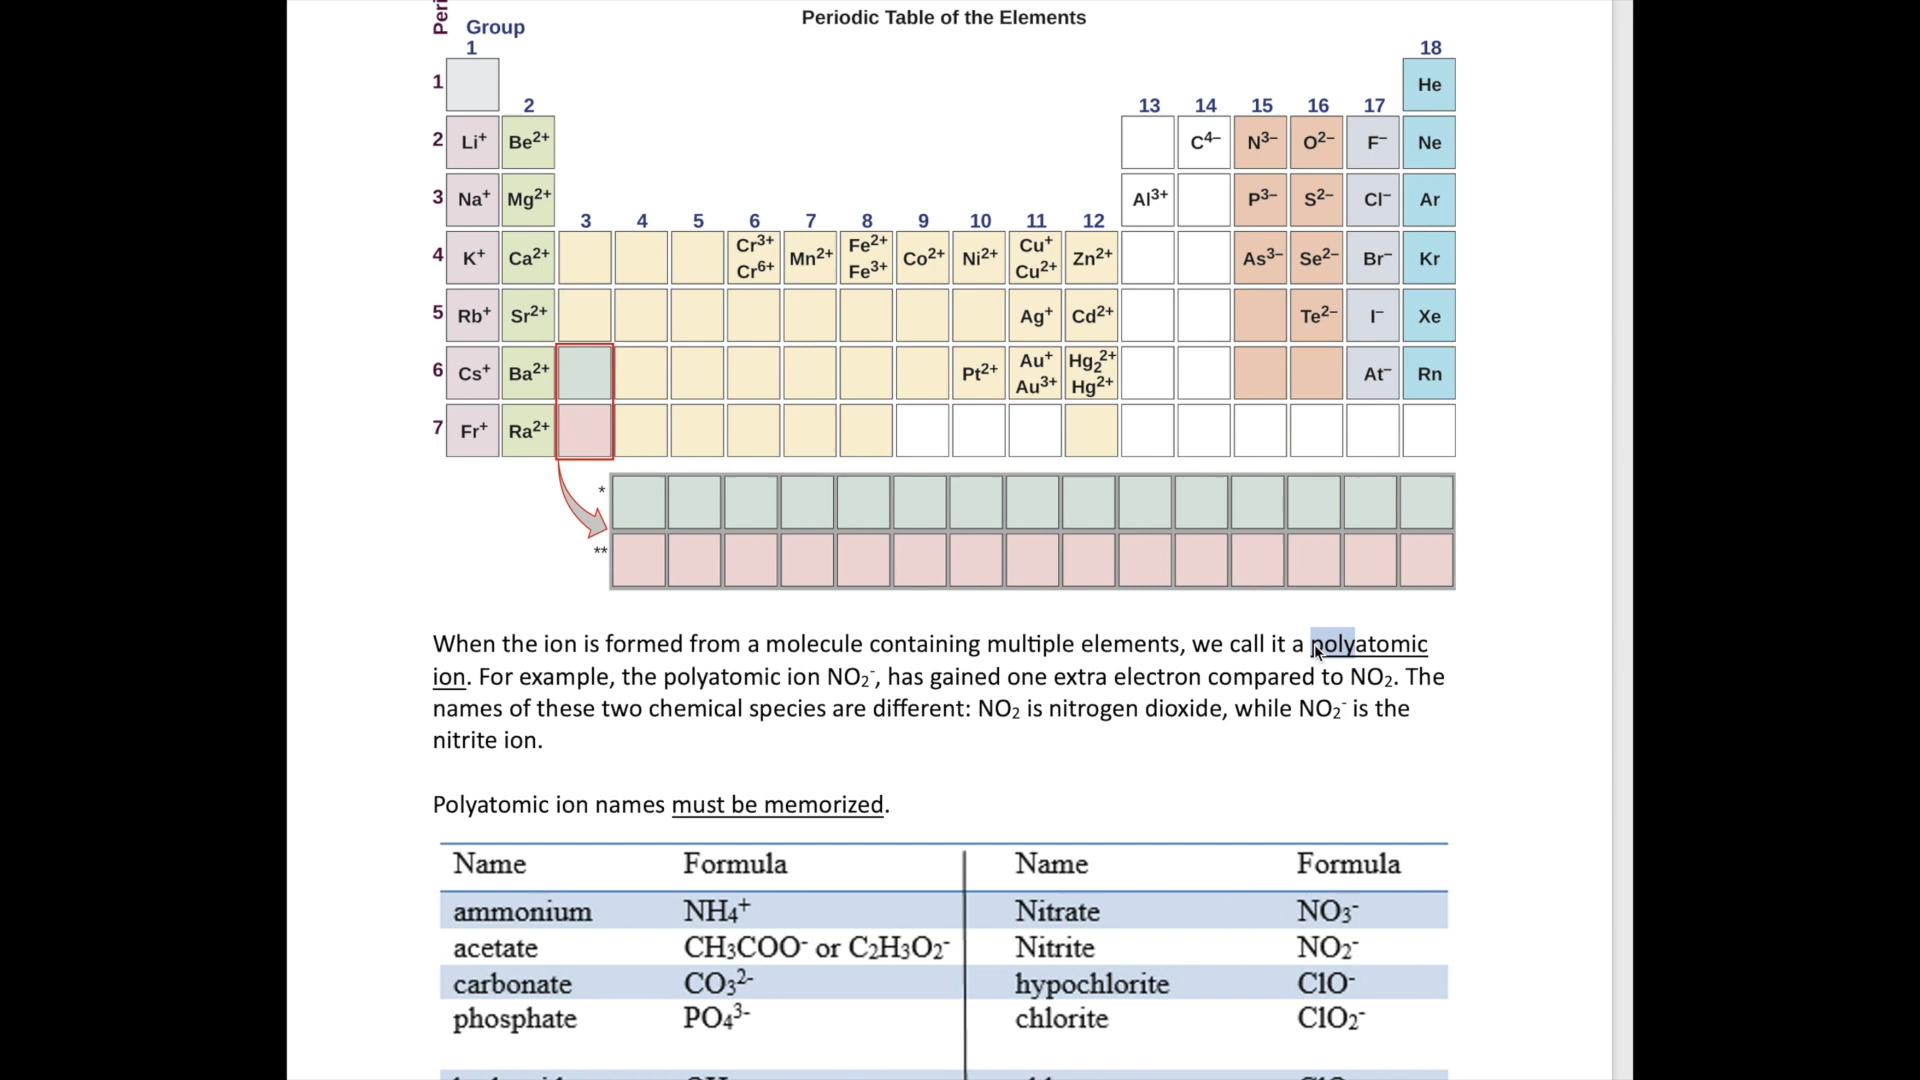 Peri
Periodic Table of the Elements
Group
1 18
1 He
2 13 14 15 16 17
2 Li⁺ Be²⁺ C⁴⁻ N³⁻ O²⁻ F⁻ Ne
3 Na⁺ Mg²⁺ Al³⁺ P³⁻ S²⁻ Cl⁻ Ar
3 4 5 6 7 8 9 10 11 12
4 K⁺ Ca²⁺ Cr³⁺ Cr⁶⁺ Mn²⁺ Fe²⁺ Fe³⁺ Co²⁺ Ni²⁺ Cu⁺ Cu²⁺ Zn²⁺ As³⁻ Se²⁻ Br⁻ Kr
5 Rb⁺ Sr²⁺ Ag⁺ Cd²⁺ Te²⁻ I⁻ Xe
6 Cs⁺ Ba²⁺ Pt²⁺ Au⁺ Au³⁺ Hg₂²⁺ Hg²⁺ At⁻ Rn
7 Fr⁺ Ra²⁺
*
**
When the ion is formed from a molecule containing multiple elements, we call it a polyatomic
ion. For example, the polyatomic ion NO₂⁻, has gained one extra electron compared to NO₂. The
names of these two chemical species are different: NO₂ is nitrogen dioxide, while NO₂⁻ is the
nitrite ion.
Polyatomic ion names must be memorized.
Name Formula Name Formula
ammonium NH₄⁺ Nitrate NO₃⁻
acetate CH₃COO⁻ or C₂H₃O₂⁻ Nitrite NO₂⁻
carbonate CO₃²⁻ hypochlorite ClO⁻
phosphate PO₄³⁻ chlorite ClO₂⁻